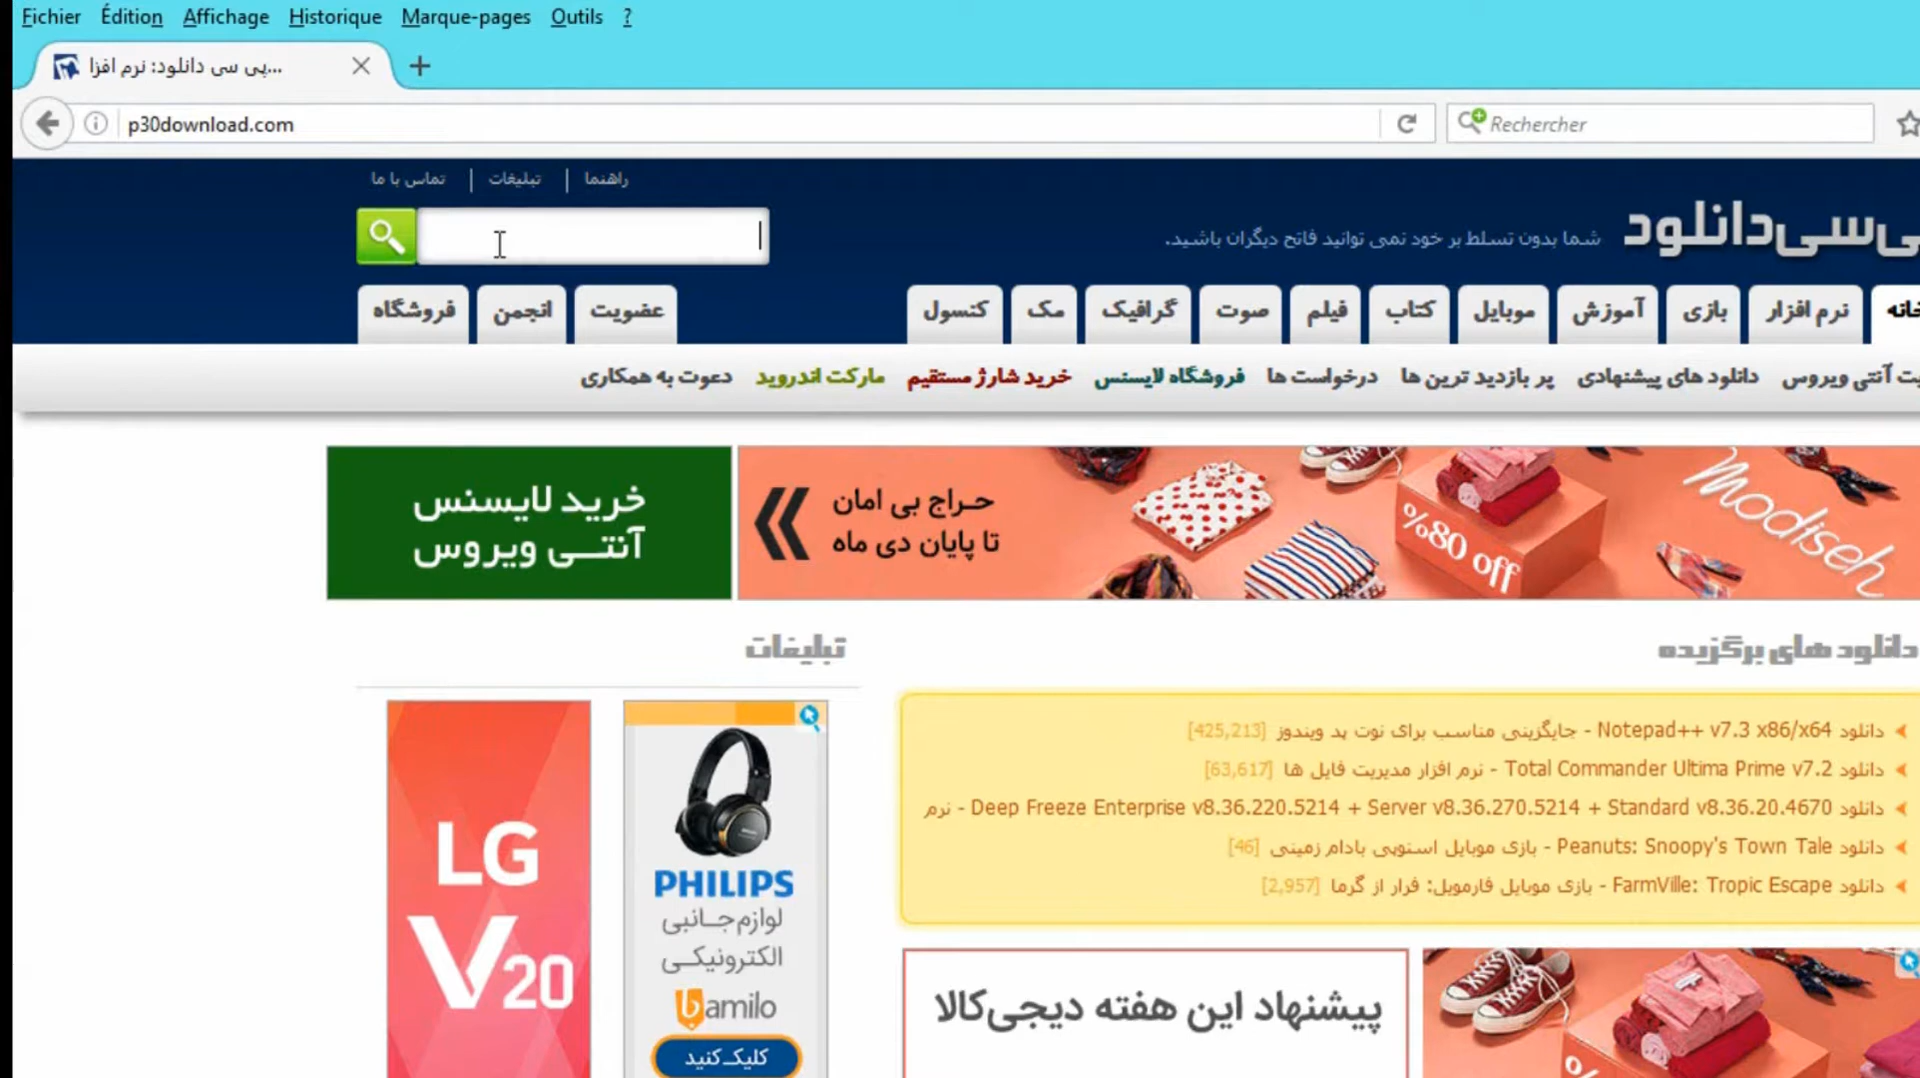 Fichier Édition Affichage Historique Marque-pages Outils ?
پی سی دانلود: نرم افزا...
p30download.com
Rechercher
راهنما | تبلیغات | تماس با ما
ی‌سی‌دانلود
شما بدون تسلط بر خود نمی توانید فاتح دیگران باشید.
خانه نرم افزار بازی آموزش موبایل کتاب فیلم صوت گرافیک مک کنسول عضویت انجمن فروشگاه
آنتی ویروس دانلود های پیشنهادی پر بازدید ترین ها درخواست ها فروشگاه لایسنس خرید شارژ مستقیم مارکت اندروید دعوت به همکاری
خرید لایسنس
آنتی ویروس
حراج بی امان
تا پایان دی ماه
%80 off
Modiseh
دانلود های برگزیده
دانلود Notepad++ v7.3 x86/x64 - جایگزینی مناسب برای نوت پد ویندوز [425,213]
دانلود Total Commander Ultima Prime v7.2 - نرم افزار مدیریت فایل ها [63,617]
دانلود Deep Freeze Enterprise v8.36.220.5214 + Server v8.36.270.5214 + Standard v8.36.20.4670 - نرم
دانلود Peanuts: Snoopy's Town Tale - بازی موبایل اسنوپی بادام زمینی [46]
دانلود FarmVille: Tropic Escape - بازی موبایل فارمویل: فرار از گرما [2,957]
پیشنهاد این هفته دیجی‌کالا
تبلیغات
PHILIPS
لوازم جانبی
الکترونیکی
bamilo
کلیک کنید
LG
V20